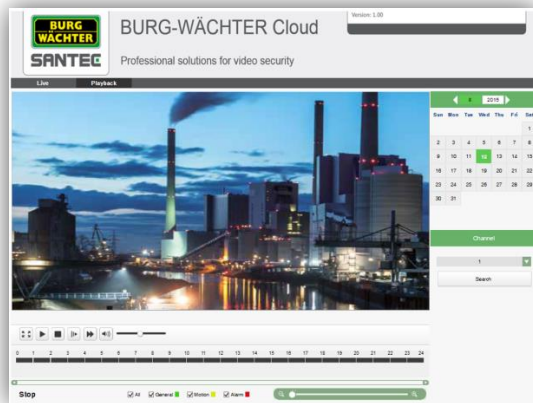 BURG
WÄCHTER
SANTEC
BURG-WÄCHTER Cloud
Professional solutions for video security
Version: 1.00
Live Playback
8 2015
Sun Mon Tue Wed Thu Fri Sat
1
2 3 4 5 6 7 8
9 10 11 12 13 14 15
16 17 18 19 20 21 22
23 24 25 26 27 28 29
30 31
Channel
1
Search
0 1 2 3 4 5 6 7 8 9 10 11 12 13 14 15 16 17 18 19 20 21 22 23 24
Stop All General Motion Alarm